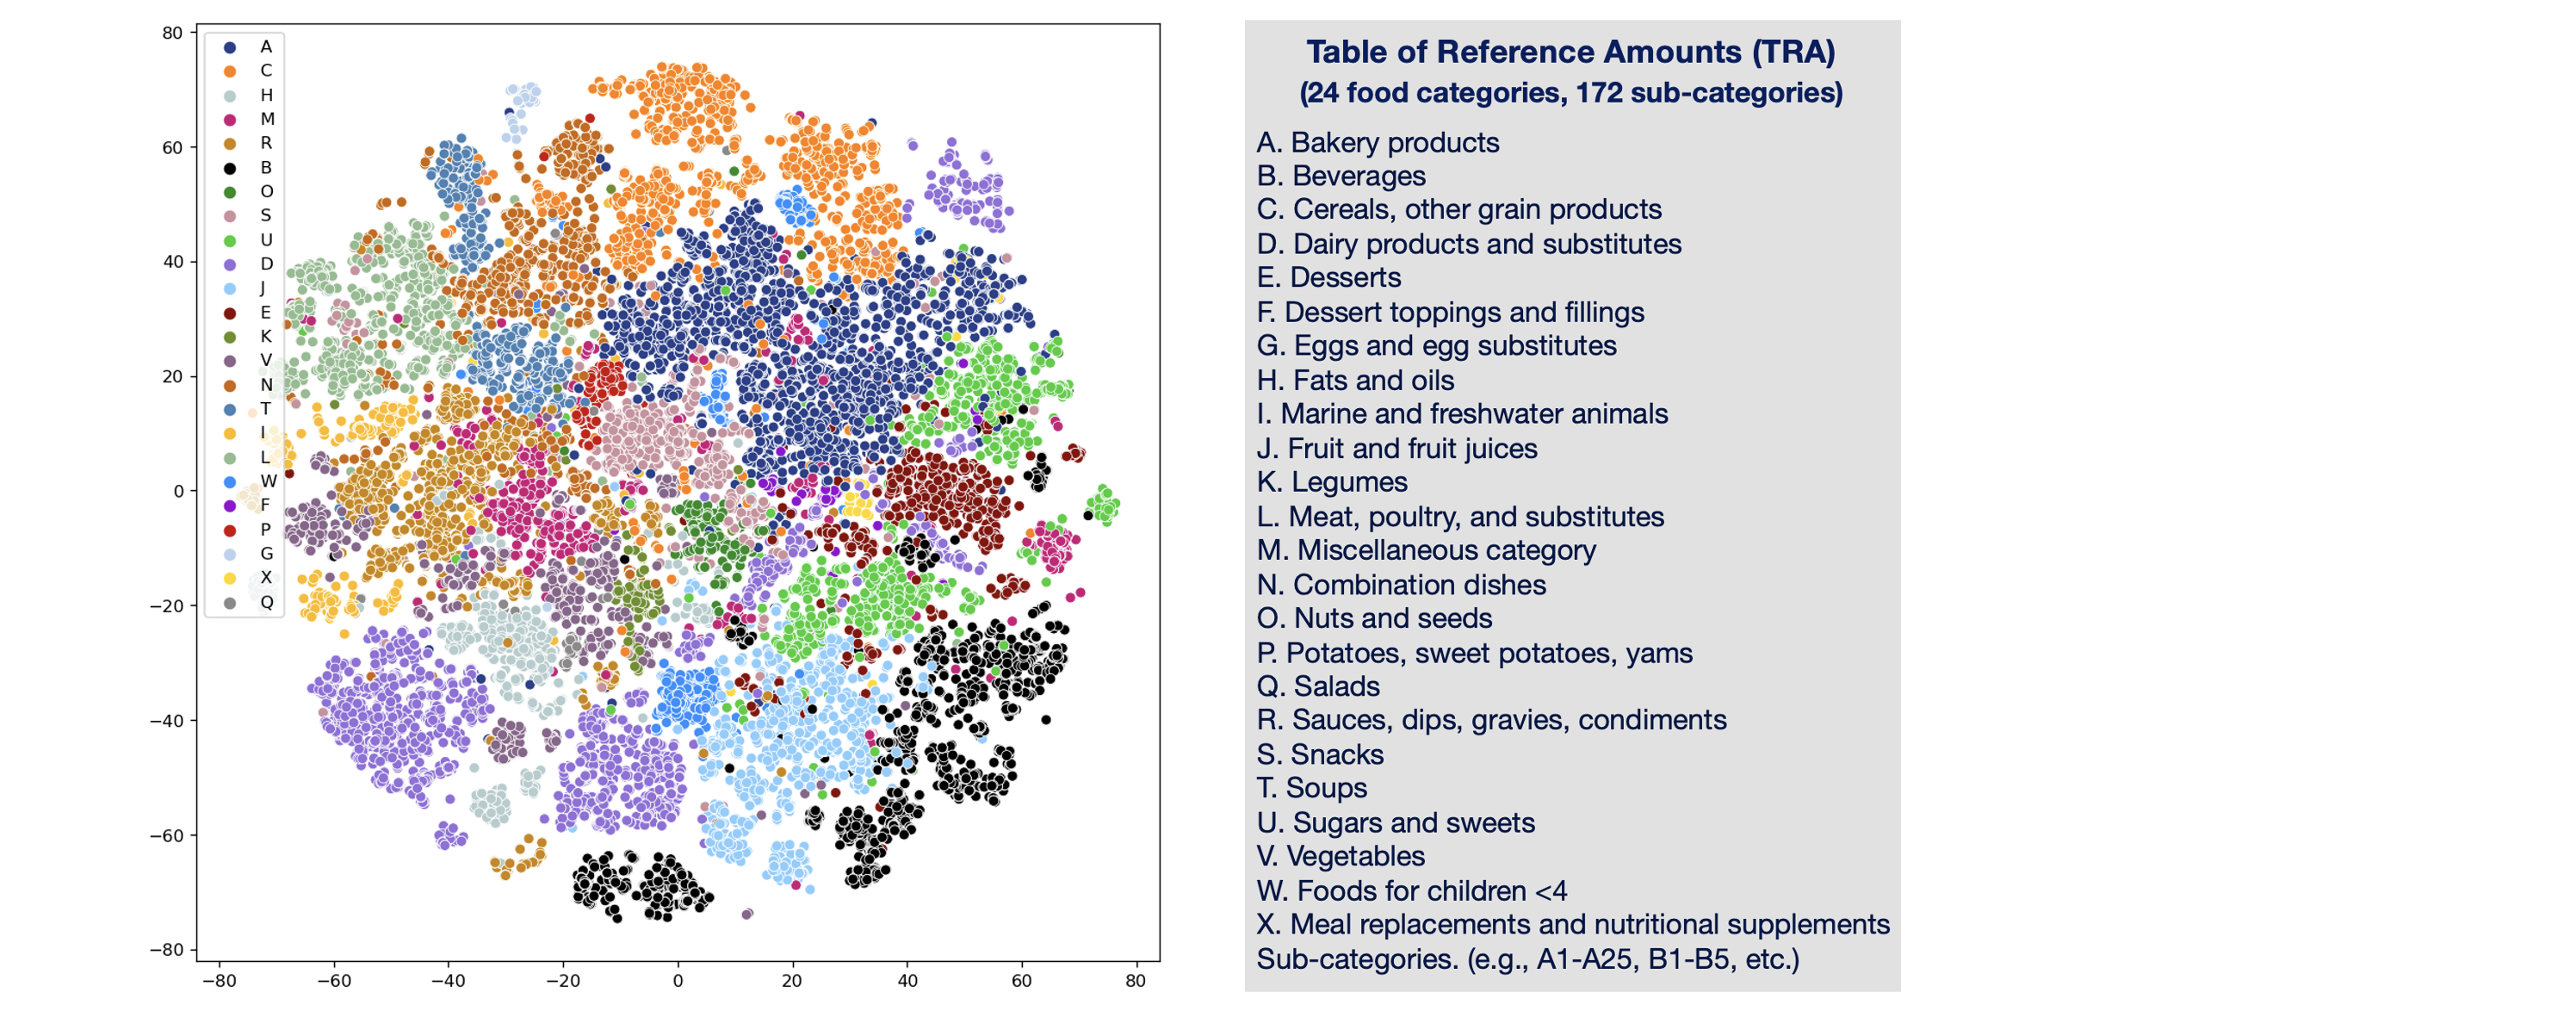 80
60
40
20
0
−20
−40
−60
−80
−80 −60 −40 −20 0 20 40 60 80
A
C
H
M
R
B
O
S
U
D
J
E
K
V
N
T
I
L
W
F
P
G
X
Q
Table of Reference Amounts (TRA)
(24 food categories, 172 sub-categories)
A. Bakery products
B. Beverages
C. Cereals, other grain products
D. Dairy products and substitutes
E. Desserts
F. Dessert toppings and fillings
G. Eggs and egg substitutes
H. Fats and oils
I. Marine and freshwater animals
J. Fruit and fruit juices
K. Legumes
L. Meat, poultry, and substitutes
M. Miscellaneous category
N. Combination dishes
O. Nuts and seeds
P. Potatoes, sweet potatoes, yams
Q. Salads
R. Sauces, dips, gravies, condiments
S. Snacks
T. Soups
U. Sugars and sweets
V. Vegetables
W. Foods for children <4
X. Meal replacements and nutritional supplements
Sub-categories. (e.g., A1-A25, B1-B5, etc.)